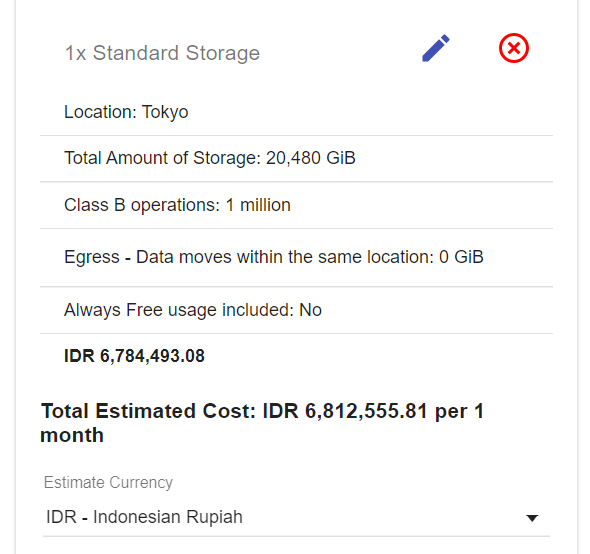 1x Standard Storage
Location: Tokyo
Total Amount of Storage: 20,480 GiB
Class B operations: 1 million
Egress - Data moves within the same location: 0 GiB
Always Free usage included: No
IDR 6,784,493.08
Total Estimated Cost: IDR 6,812,555.81 per 1
month
Estimate Currency
IDR - Indonesian Rupiah